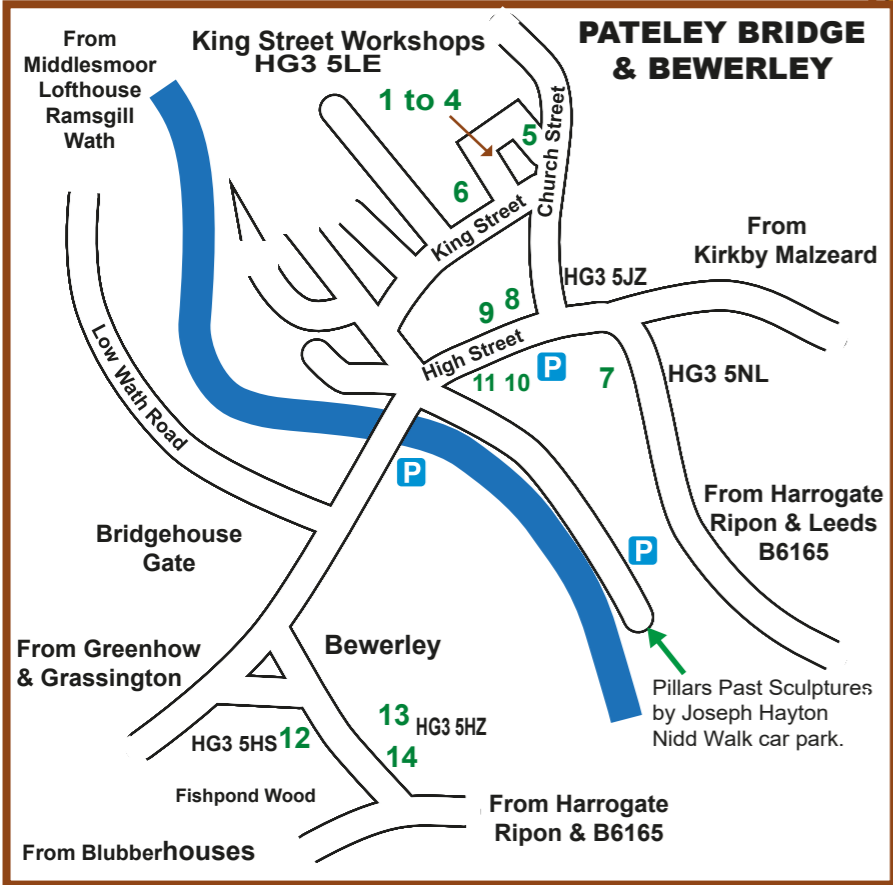 PATELEY BRIDGE
& BEWERLEY
From
Middlesmoor
Lofthouse
Ramsgill
Wath
King Street Workshops
HG3 5LE
1 to 4
5
6
Church Street
King Street
From
Kirkby Malzeard
HG3 5JZ
9
8
High Street
11
10
P
7
HG3 5NL
Low Wath Road
P
From Harrogate
Ripon & Leeds
B6165
P
Bridgehouse
Gate
From Greenhow
& Grassington
Bewerley
Pillars Past Sculptures
by Joseph Hayton
Nidd Walk car park.
13
HG3 5HZ
HG3 5HS
12
14
Fishpond Wood
From Harrogate
Ripon & B6165
From Blubberhouses